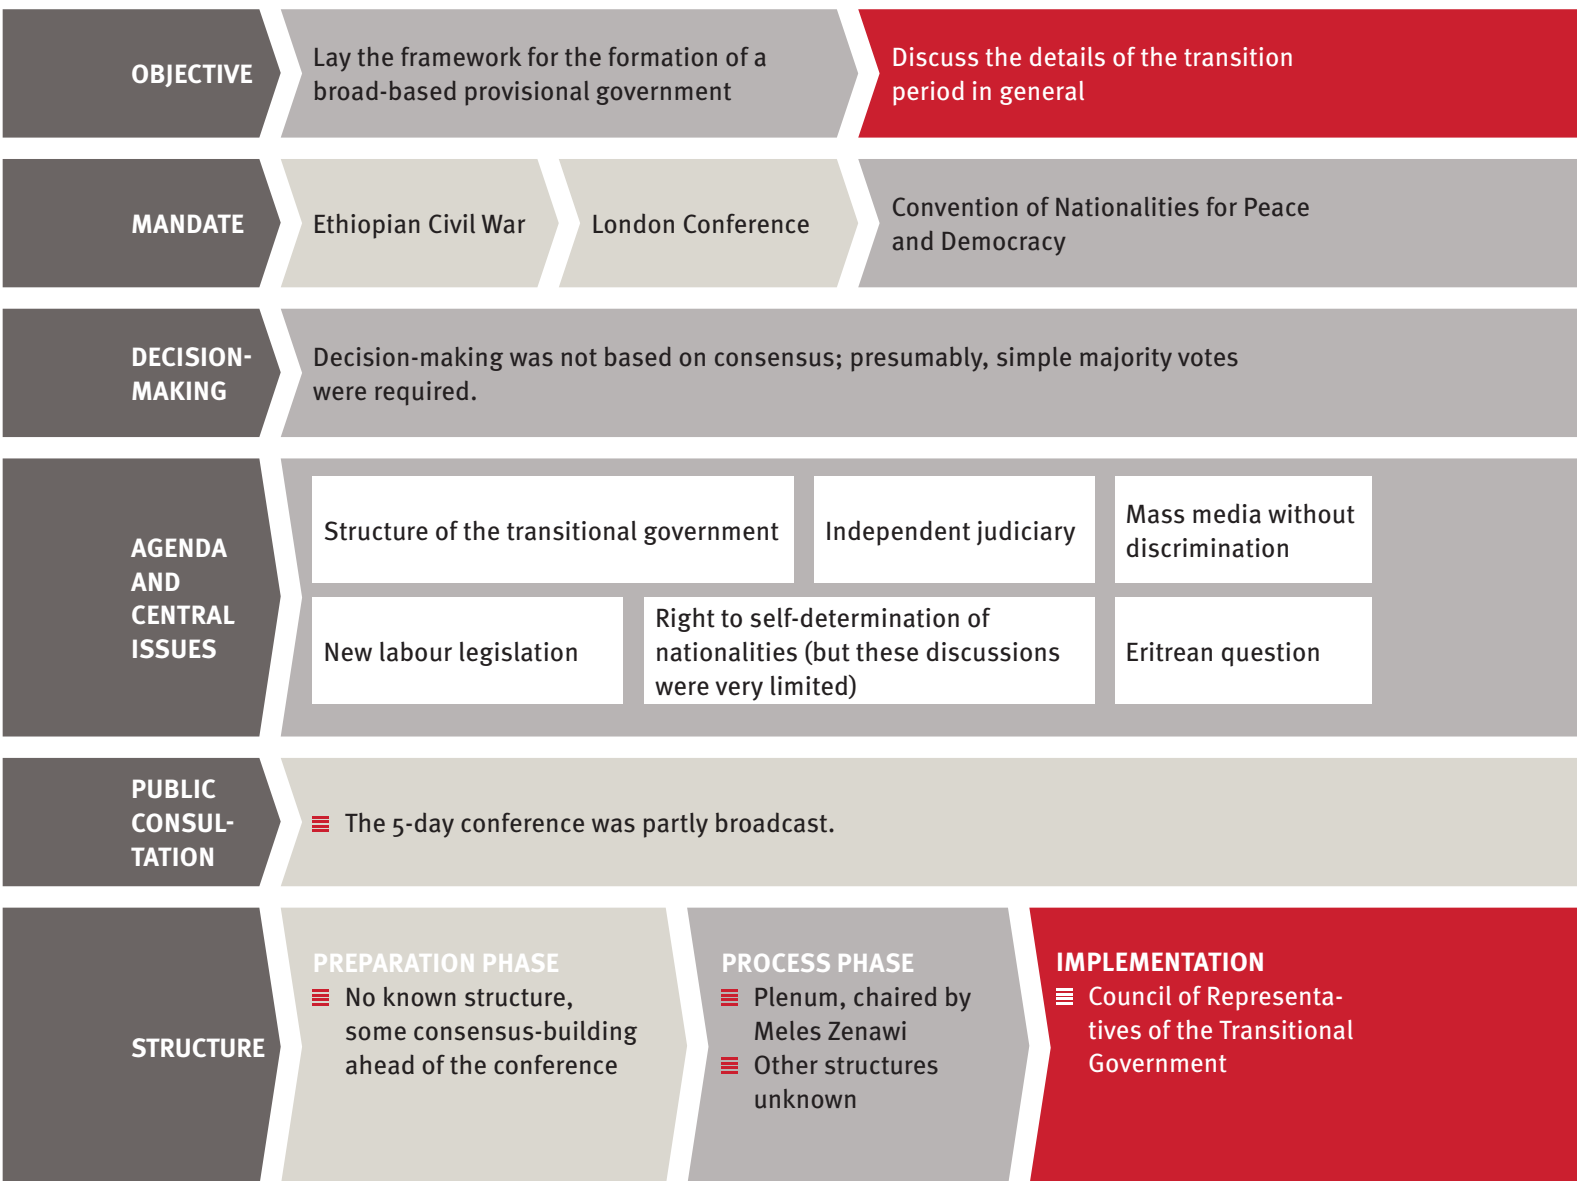 OBJECTIVE
Lay the framework for the formation of a
broad-based provisional government
Discuss the details of the transition
period in general
MANDATE
Ethiopian Civil War
London Conference
Convention of Nationalities for Peace
and Democracy
DECISION-
MAKING
Decision-making was not based on consensus; presumably, simple majority votes
were required.
AGENDA
AND
CENTRAL
ISSUES
Structure of the transitional government
Independent judiciary
Mass media without
discrimination
New labour legislation
Right to self-determination of
nationalities (but these discussions
were very limited)
Eritrean question
PUBLIC
CONSUL-
TATION
The 5-day conference was partly broadcast.
STRUCTURE
PREPARATION PHASE
No known structure,
some consensus-building
ahead of the conference
PROCESS PHASE
Plenum, chaired by
Meles Zenawi
Other structures
unknown
IMPLEMENTATION
Council of Representa-
tives of the Transitional
Government